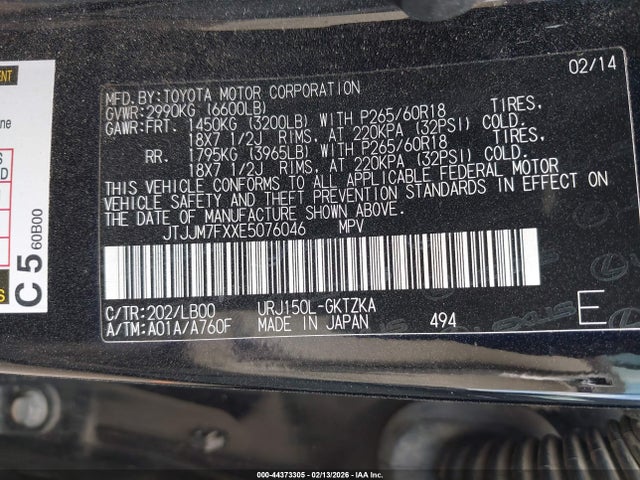 MFD. BY: TOYOTA MOTOR CORPORATION 02/14
GVWR: 2990KG (6600LB)
GAWR: FRT. 1450KG (3200LB) WITH P265/60R18 TIRES,
18X7 1/2J RIMS, AT 220KPA (32PSI) COLD.
RR. 1795KG (3965LB) WITH P265/60R18 TIRES,
18X7 1/2J RIMS, AT 220KPA (32PSI) COLD.
THIS VEHICLE CONFORMS TO ALL APPLICABLE FEDERAL MOTOR
VEHICLE SAFETY AND THEFT PREVENTION STANDARDS IN EFFECT ON
THE DATE OF MANUFACTURE SHOWN ABOVE.
JTJJM7FXXE5076046 MPV
C/TR: 202/LB00 URJ150L-GKTZKA
A/TM: A01A/A760F MADE IN JAPAN 494
E
C5 60B00
LEXUS
000-44373305 - 02/13/2026 - IAA Inc.